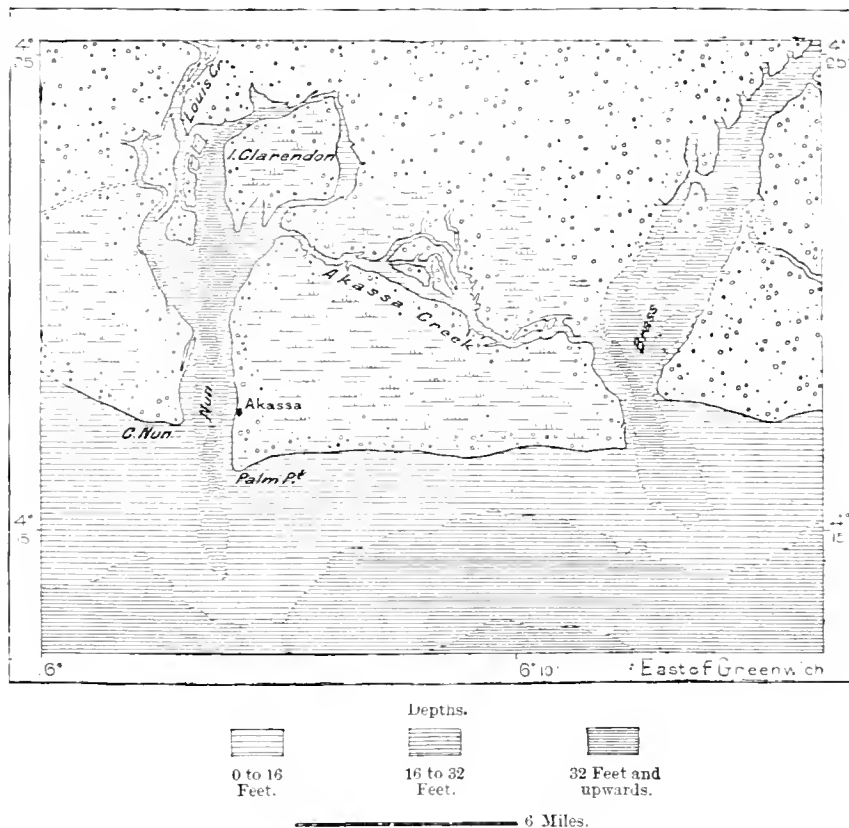 4°
25'
4°
25'
Louis Cr.
I. Clarendon
Akassa Creek
Brass
Nun
Akassa
C. Nun
Palm Pt.
4°
15
4°
15
6°
6°10'
East of Greenwich
Depths.
0 to 16
Feet.
16 to 32
Feet.
32 Feet and
upwards.
6 Miles.